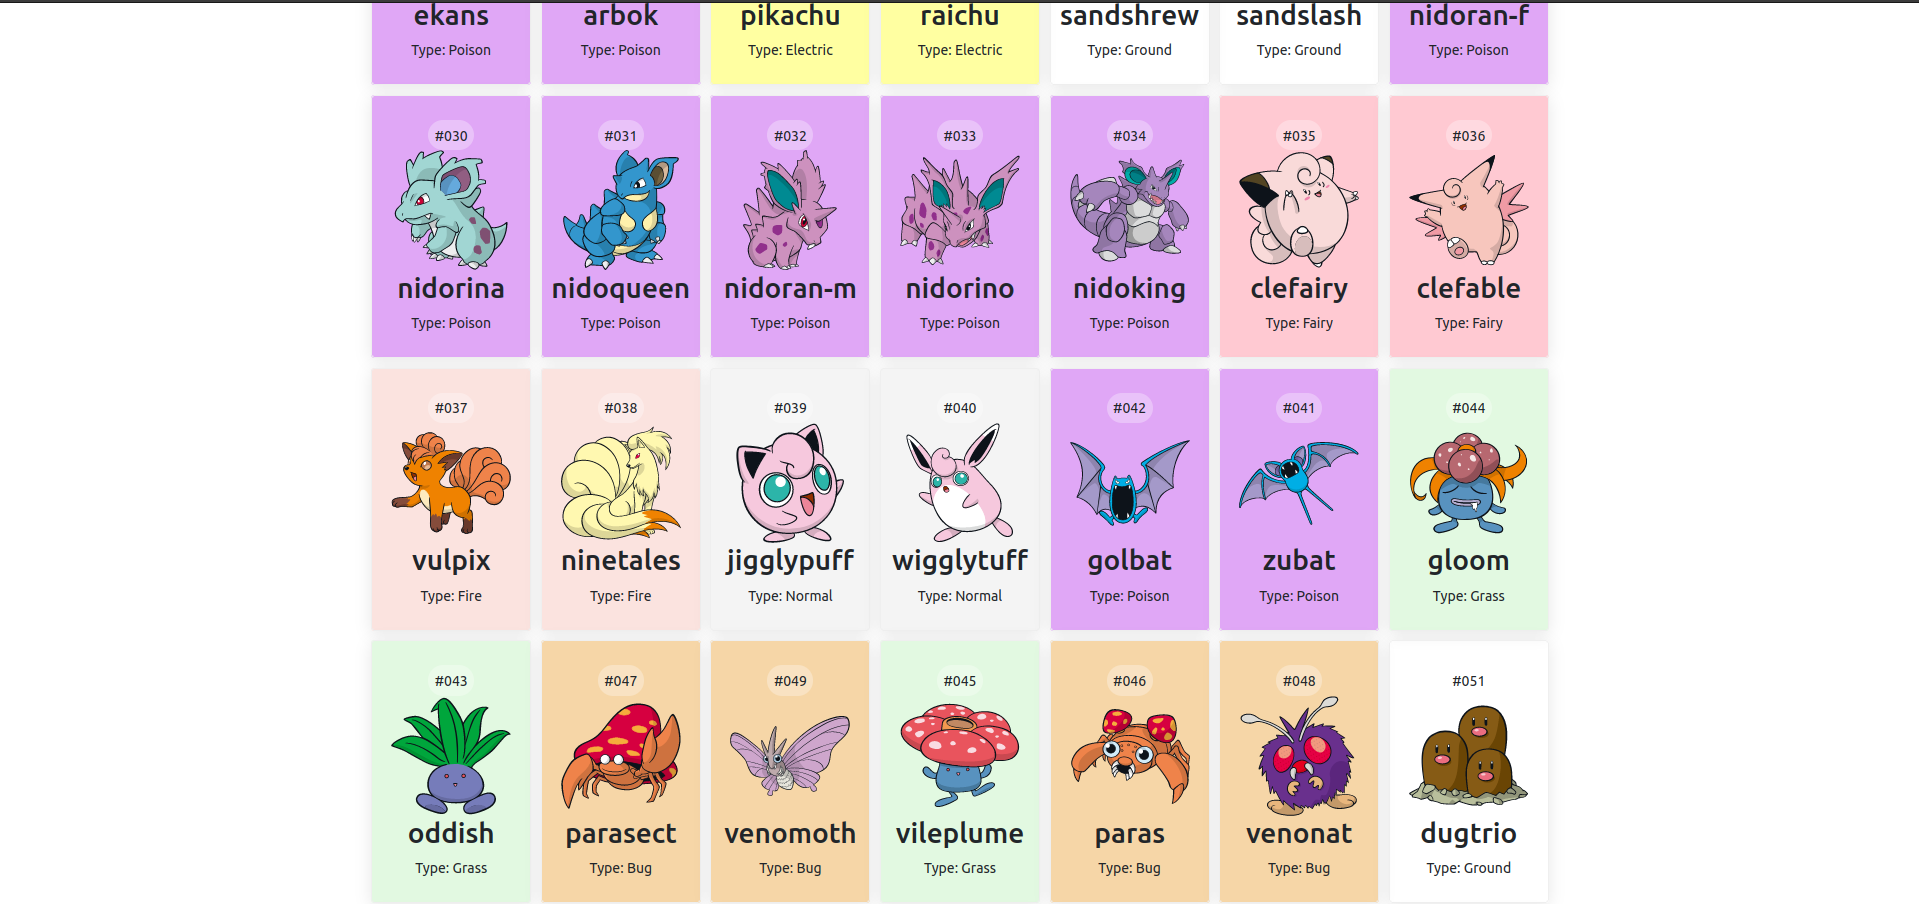 ekans arbok pikachu raichu sandshrew sandslash nidoran-f
Type: Poison Type: Poison Type: Electric Type: Electric Type: Ground Type: Ground Type: Poison
#030 #031 #032 #033 #034 #035 #036
nidorina nidoqueen nidoran-m nidorino nidoking clefairy clefable
Type: Poison Type: Poison Type: Poison Type: Poison Type: Poison Type: Fairy Type: Fairy
#037 #038 #039 #040 #042 #041 #044
vulpix ninetales jigglypuff wigglytuff golbat zubat gloom
Type: Fire Type: Fire Type: Normal Type: Normal Type: Poison Type: Poison Type: Grass
#043 #047 #049 #045 #046 #048 #051
oddish parasect venomoth vileplume paras venonat dugtrio
Type: Grass Type: Bug Type: Bug Type: Grass Type: Bug Type: Bug Type: Ground